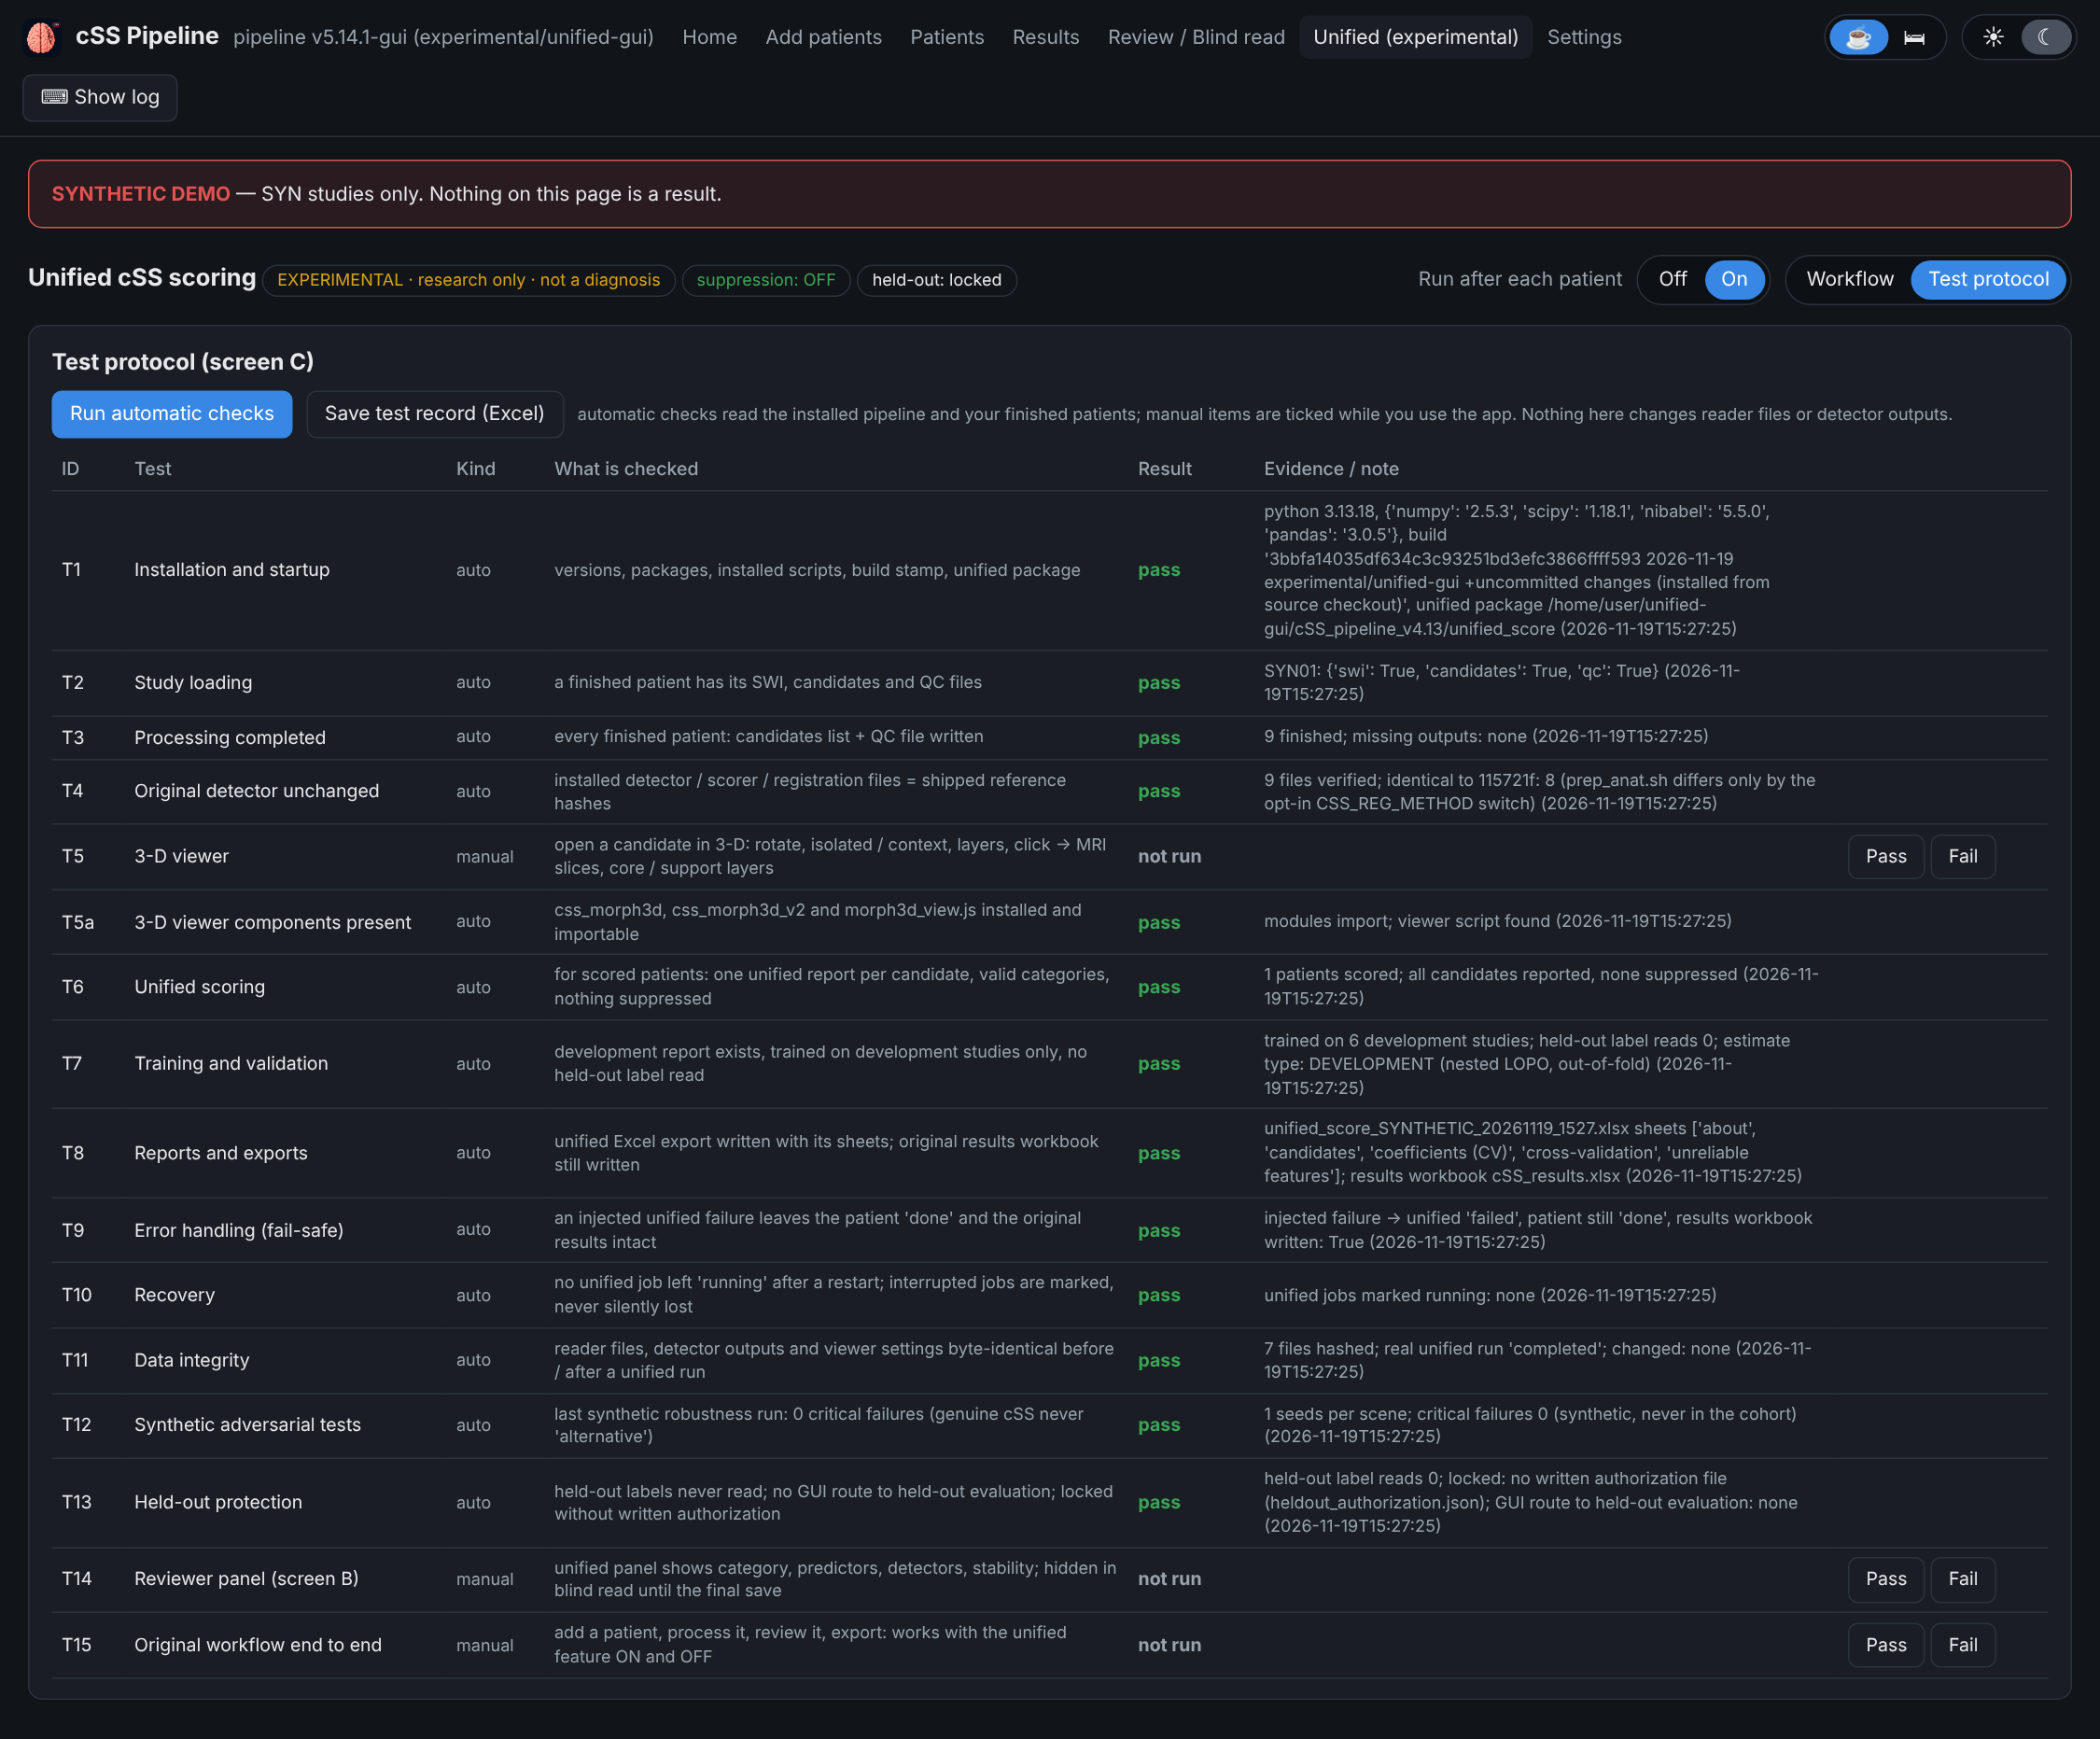 cSS Pipeline pipeline v5.14.1-gui (experimental/unified-gui) Home Add patients Patients Results Review / Blind read Unified (experimental) Settings
Show log
SYNTHETIC DEMO — SYN studies only. Nothing on this page is a result.
Unified cSS scoring EXPERIMENTAL · research only · not a diagnosis suppression: OFF held-out: locked Run after each patient Off On Workflow Test protocol
Test protocol (screen C)
Run automatic checks Save test record (Excel) automatic checks read the installed pipeline and your finished patients; manual items are ticked while you use the app. Nothing here changes reader files or detector outputs.
ID Test Kind What is checked Result Evidence / note
T1 Installation and startup auto versions, packages, installed scripts, build stamp, unified package pass
python 3.13.18, {'numpy': '2.5.3', 'scipy': '1.18.1', 'nibabel': '5.5.0',
'pandas': '3.0.5'}, build
'3bbfa14035df634c3c93251bd3efc3866ffff593 2026-11-19
experimental/unified-gui +uncommitted changes (installed from
source checkout)', unified package /home/user/unified-
gui/cSS_pipeline_v4.13/unified_score (2026-11-19T15:27:25)
T2 Study loading auto a finished patient has its SWI, candidates and QC files pass
SYN01: {'swi': True, 'candidates': True, 'qc': True} (2026-11-
19T15:27:25)
T3 Processing completed auto every finished patient: candidates list + QC file written pass 9 finished; missing outputs: none (2026-11-19T15:27:25)
T4 Original detector unchanged auto
installed detector / scorer / registration files = shipped reference
hashes
pass
9 files verified; identical to 115721f: 8 (prep_anat.sh differs only by the
opt-in CSS_REG_METHOD switch) (2026-11-19T15:27:25)
T5 3-D viewer manual
open a candidate in 3-D: rotate, isolated / context, layers, click → MRI
slices, core / support layers
not run Pass Fail
T5a 3-D viewer components present auto
css_morph3d, css_morph3d_v2 and morph3d_view.js installed and
importable
pass modules import; viewer script found (2026-11-19T15:27:25)
T6 Unified scoring auto
for scored patients: one unified report per candidate, valid categories,
nothing suppressed
pass
1 patients scored; all candidates reported, none suppressed (2026-11-
19T15:27:25)
T7 Training and validation auto
development report exists, trained on development studies only, no
held-out label read
pass
trained on 6 development studies; held-out label reads 0; estimate
type: DEVELOPMENT (nested LOPO, out-of-fold) (2026-11-
19T15:27:25)
T8 Reports and exports auto
unified Excel export written with its sheets; original results workbook
still written
pass
unified_score_SYNTHETIC_20261119_1527.xlsx sheets ['about',
'candidates', 'coefficients (CV)', 'cross-validation', 'unreliable
features']; results workbook cSS_results.xlsx (2026-11-19T15:27:25)
T9 Error handling (fail-safe) auto
an injected unified failure leaves the patient 'done' and the original
results intact
pass
injected failure → unified 'failed', patient still 'done', results workbook
written: True (2026-11-19T15:27:25)
T10 Recovery auto
no unified job left 'running' after a restart; interrupted jobs are marked,
never silently lost
pass unified jobs marked running: none (2026-11-19T15:27:25)
T11 Data integrity auto
reader files, detector outputs and viewer settings byte-identical before
/ after a unified run
pass
7 files hashed; real unified run 'completed'; changed: none (2026-11-
19T15:27:25)
T12 Synthetic adversarial tests auto
last synthetic robustness run: 0 critical failures (genuine cSS never
'alternative')
pass
1 seeds per scene; critical failures 0 (synthetic, never in the cohort)
(2026-11-19T15:27:25)
T13 Held-out protection auto
held-out labels never read; no GUI route to held-out evaluation; locked
without written authorization
pass
held-out label reads 0; locked: no written authorization file
(heldout_authorization.json); GUI route to held-out evaluation: none
(2026-11-19T15:27:25)
T14 Reviewer panel (screen B) manual
unified panel shows category, predictors, detectors, stability; hidden in
blind read until the final save
not run Pass Fail
T15 Original workflow end to end manual
add a patient, process it, review it, export: works with the unified
feature ON and OFF
not run Pass Fail